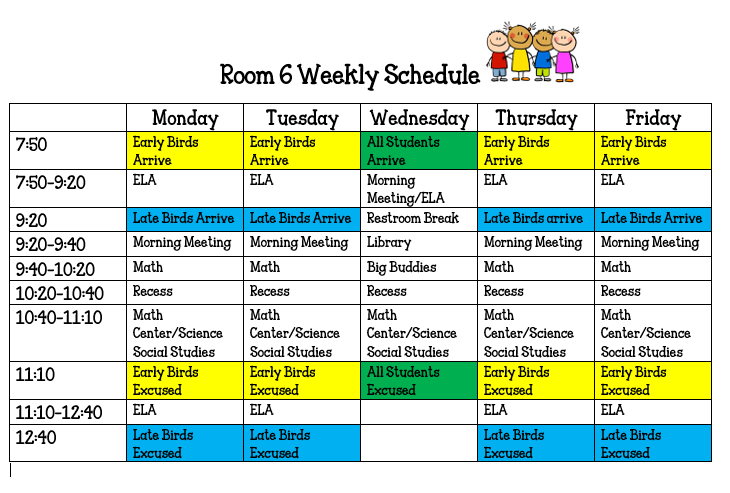 Room 6 Weekly Schedule
Monday Tuesday Wednesday Thursday Friday
7:50 Early Birds Arrive Early Birds Arrive All Students Arrive Early Birds Arrive Early Birds Arrive
7:50-9:20 ELA ELA Morning Meeting/ELA ELA ELA
9:20 Late Birds Arrive Late Birds Arrive Restroom Break Late Birds arrive Late Birds Arrive
9:20-9:40 Morning Meeting Morning Meeting Library Morning Meeting Morning Meeting
9:40-10:20 Math Math Big Buddies Math Math
10:20-10:40 Recess Recess Recess Recess Recess
10:40-11:10 Math Center/Science Social Studies Math Center/Science Social Studies Math Center/Science Social Studies Math Center/Science Social Studies Math Center/Science Social Studies
11:10 Early Birds Excused Early Birds Excused All Students Excused Early Birds Excused Early Birds Excused
11:10-12:40 ELA ELA ELA ELA
12:40 Late Birds Excused Late Birds Excused Late Birds Excused Late Birds Excused